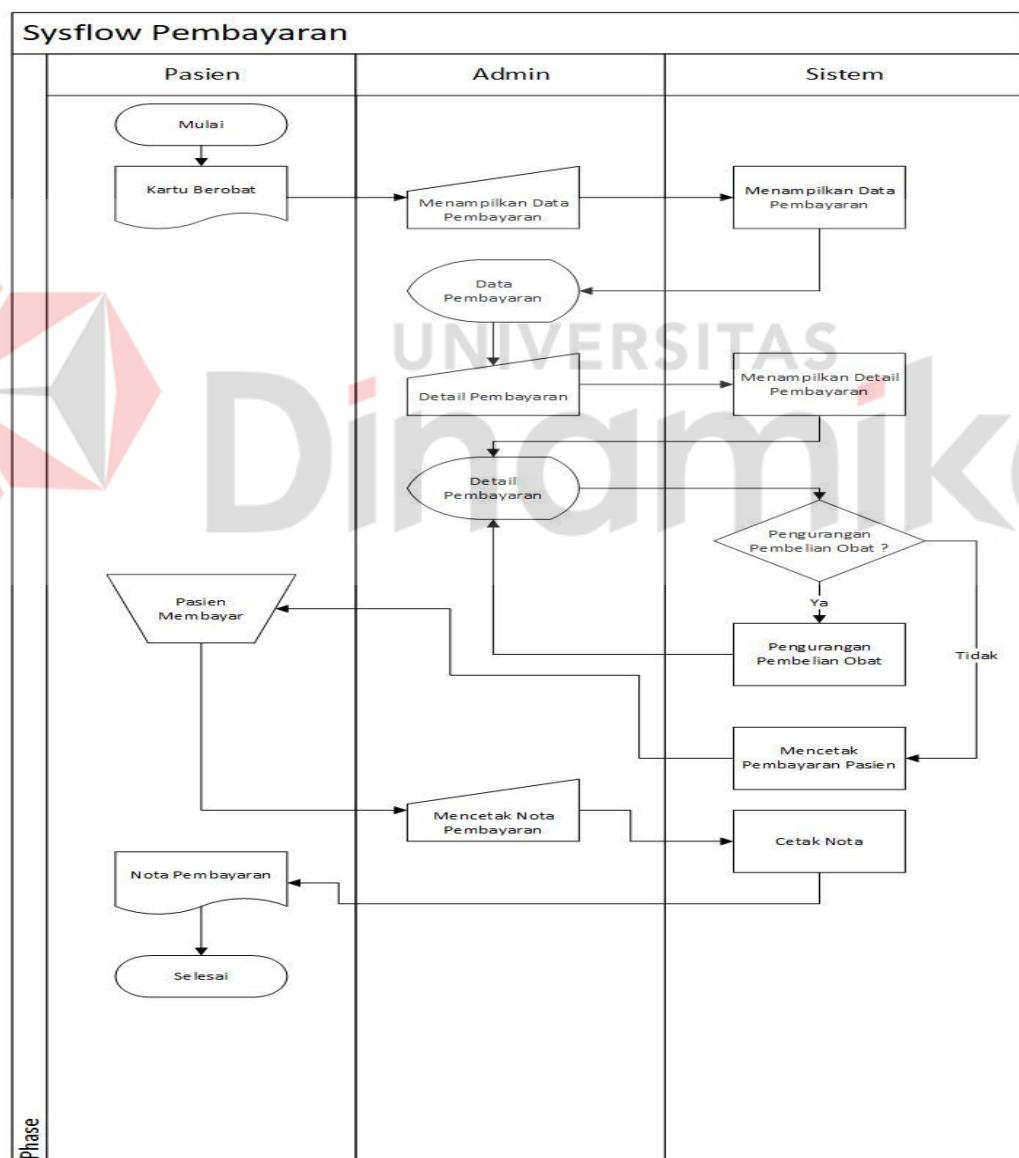 Sysflow Pembayaran
Pasien
Admin
Sistem
Mulai
Kartu Berobat
Menampilkan Data
Pembayaran
Menampilkan Data
Pembayaran
Data
Pembayaran
UNIVERSITAS
Dinamika
Detail Pembayaran
Menampilkan Detail
Pembayaran
Detail
Pembayaran
Pengurangan
Pembelian Obat ?
Ya
Tidak
Pengurangan
Pembelian Obat
Pasien
Membayar
Mencetak
Pembayaran Pasien
Mencetak Nota
Pembayaran
Cetak Nota
Nota Pembayaran
Selesai
Phase